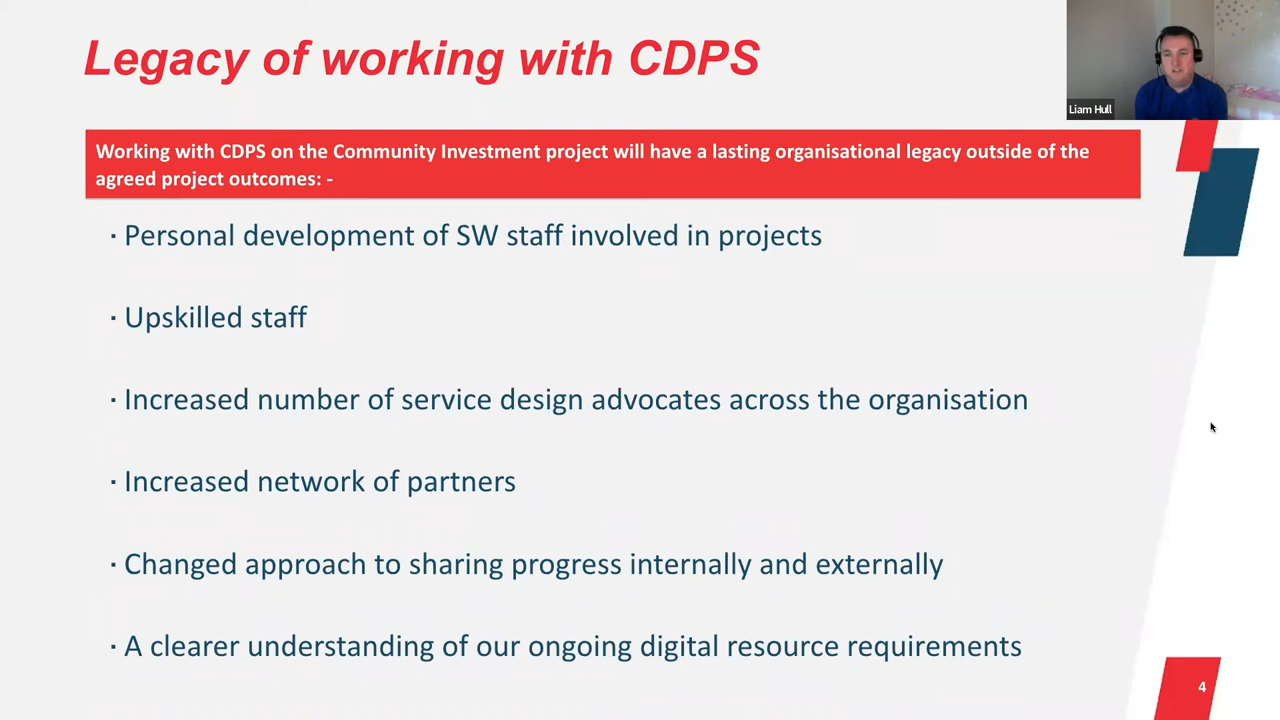 Legacy of working with CDPS
Liam Hull
Working with CDPS on the Community Investment project will have a lasting organisational legacy outside of the
agreed project outcomes: -
· Personal development of SW staff involved in projects
· Upskilled staff
· Increased number of service design advocates across the organisation
· Increased network of partners
· Changed approach to sharing progress internally and externally
· A clearer understanding of our ongoing digital resource requirements
4